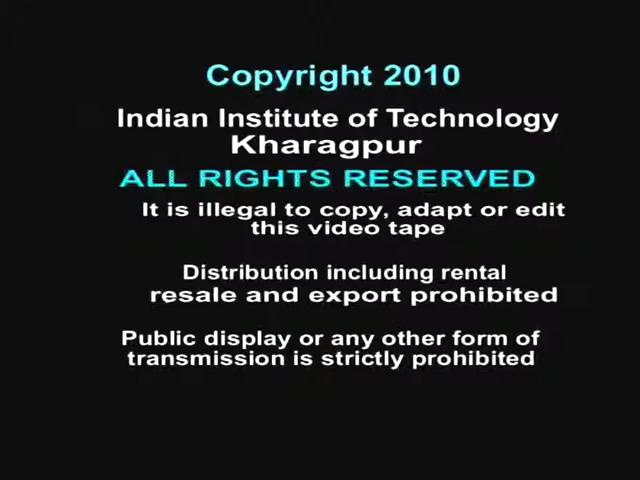 Copyright 2010
Indian Institute of Technology
Kharagpur
ALL RIGHTS RESERVED
It is illegal to copy, adapt or edit
this video tape
Distribution including rental
resale and export prohibited
Public display or any other form of
transmission is strictly prohibited